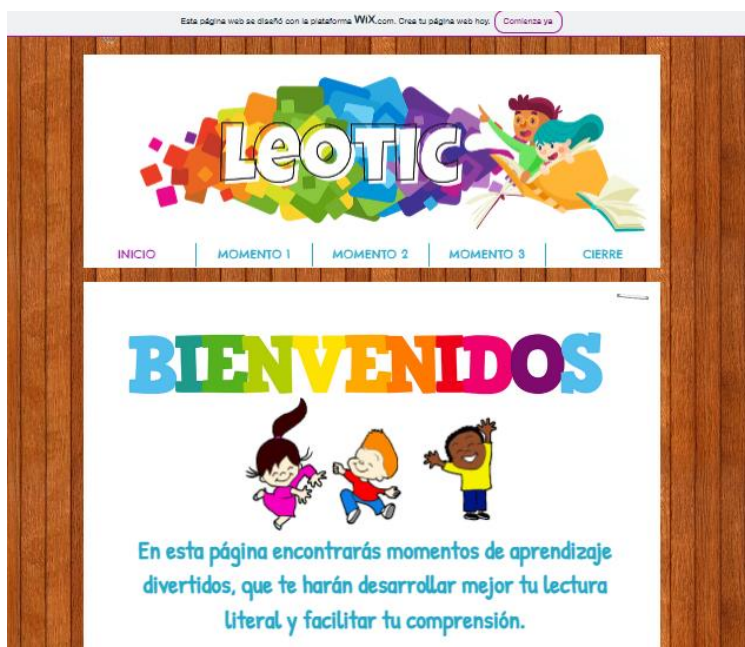 Esta página web se diseñó con la plataforma WiX.com. Crea tu página web hoy. Comienza ya
LeOTIC
INICIO MOMENTO 1 MOMENTO 2 MOMENTO 3 CIERRE
BIENVENIDOS
En esta página encontrarás momentos de aprendizaje
divertidos, que te harán desarrollar mejor tu lectura
literal y facilitar tu comprensión.